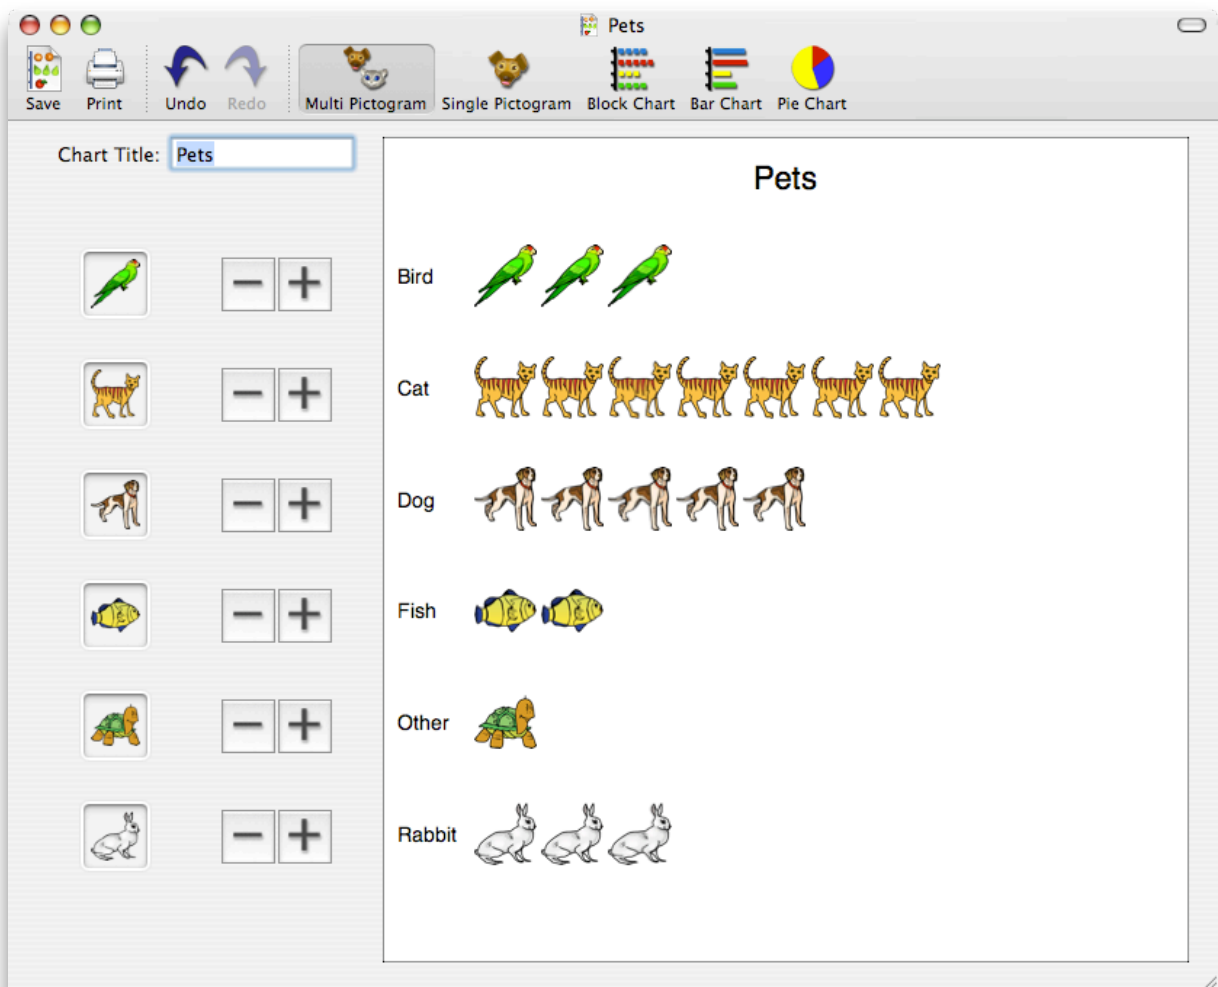 Pets
Save Print Undo Redo Multi Pictogram Single Pictogram Block Chart Bar Chart Pie Chart
Chart Title: Pets
Pets
Bird
Cat
Dog
Fish
Other
Rabbit